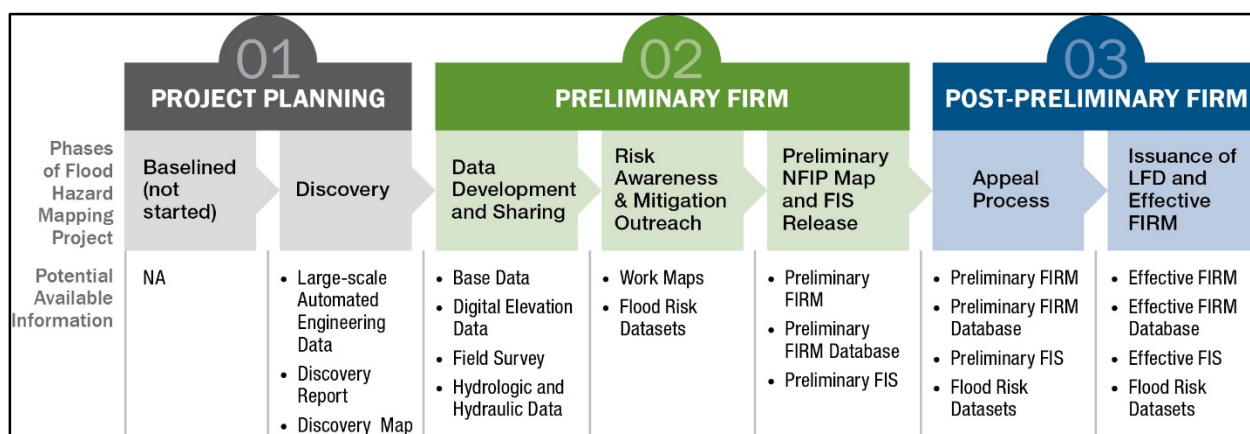 01
PROJECT PLANNING
02
PRELIMINARY FIRM
03
POST-PRELIMINARY FIRM
Phases
of Flood
Hazard
Mapping
Project
Baselined
(not
started)
Discovery
Data
Development
and Sharing
Risk
Awareness
& Mitigation
Outreach
Preliminary
NFIP Map
and FIS
Release
Appeal
Process
Issuance of
LFD and
Effective
FIRM
Potential
Available
Information
NA
• Large-scale
Automated
Engineering
Data
• Discovery
Report
• Discovery Map
• Base Data
• Digital Elevation
Data
• Field Survey
• Hydrologic and
Hydraulic Data
• Work Maps
• Flood Risk
Datasets
• Preliminary
FIRM
• Preliminary
FIRM Database
• Preliminary FIS
• Preliminary FIRM
• Preliminary FIRM
Database
• Preliminary FIS
• Flood Risk
Datasets
• Effective FIRM
• Effective FIRM
Database
• Effective FIS
• Flood Risk
Datasets